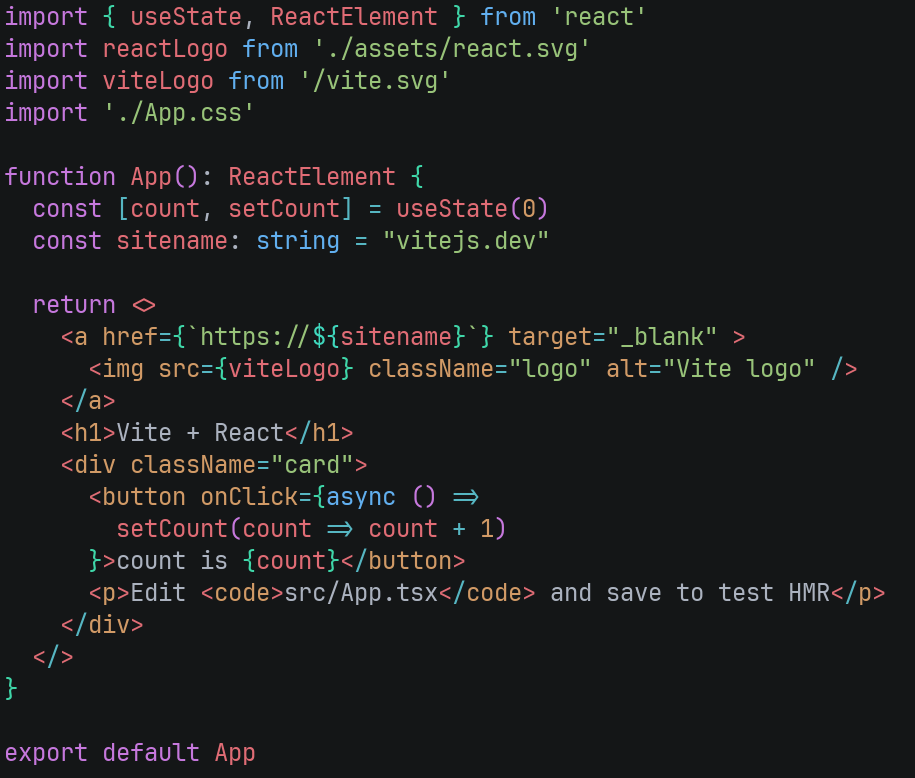 import { useState, ReactElement } from 'react'
import reactLogo from './assets/react.svg'
import viteLogo from '/vite.svg'
import './App.css'

function App(): ReactElement {
  const [count, setCount] = useState(0)
  const sitename: string = "vitejs.dev"

  return <>
    <a href={`https://${sitename}`} target="_blank" >
      <img src={viteLogo} className="logo" alt="Vite logo" />
    </a>
    <h1>Vite + React</h1>
    <div className="card">
      <button onClick={async () =>
        setCount(count => count + 1)
      }>count is {count}</button>
      <p>Edit <code>src/App.tsx</code> and save to test HMR</p>
    </div>
  </>
}

export default App